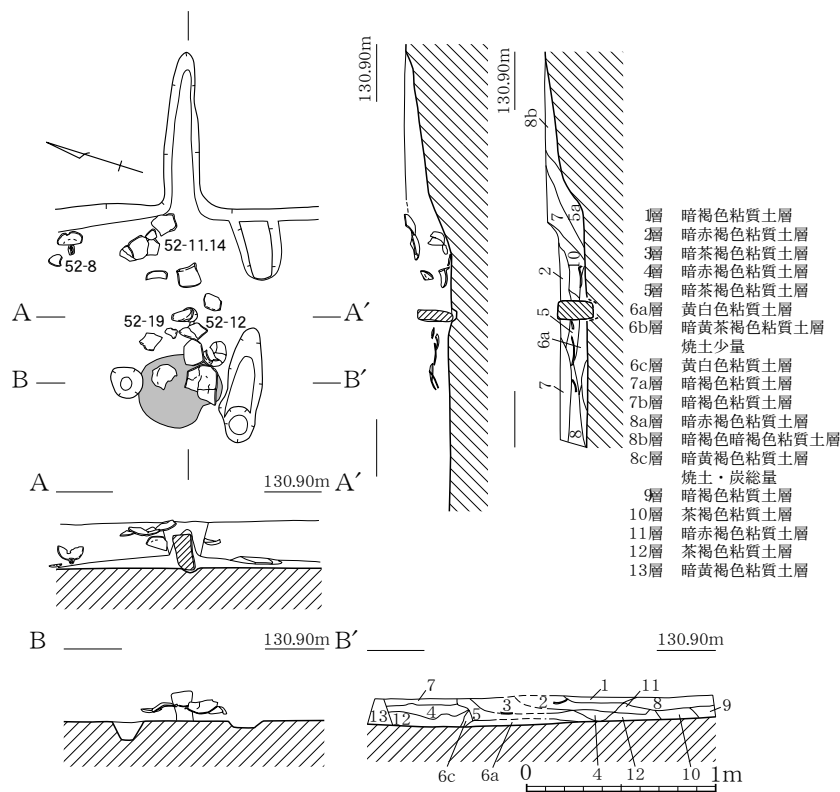 130.90m
130.90m
8b
7
5a
10
2
5
6a
7
8
52-11.14
52-8
A
A′
52-19
52-12
B
B′
1層 暗褐色粘質土層
2層 暗赤褐色粘質土層
3層 暗茶褐色粘質土層
4層 暗赤褐色粘質土層
5層 暗茶褐色粘質土層
6a層 黄白色粘質土層
6b層 暗黄茶褐色粘質土層
焼土少量
6c層 黄白色粘質土層
7a層 暗褐色粘質土層
7b層 暗褐色粘質土層
8a層 暗赤褐色粘質土層
8b層 暗褐色暗褐色粘質土層
8c層 暗黄褐色粘質土層
焼土・炭総量
9層 暗褐色粘質土層
10層 茶褐色粘質土層
11層 暗赤褐色粘質土層
12層 茶褐色粘質土層
13層 暗黄褐色粘質土層
A
130.90m
A′
B
130.90m
B′
130.90m
7
1
11
13
12
4
5
3
2
8
9
6c
6a
4
12
10
0
1m